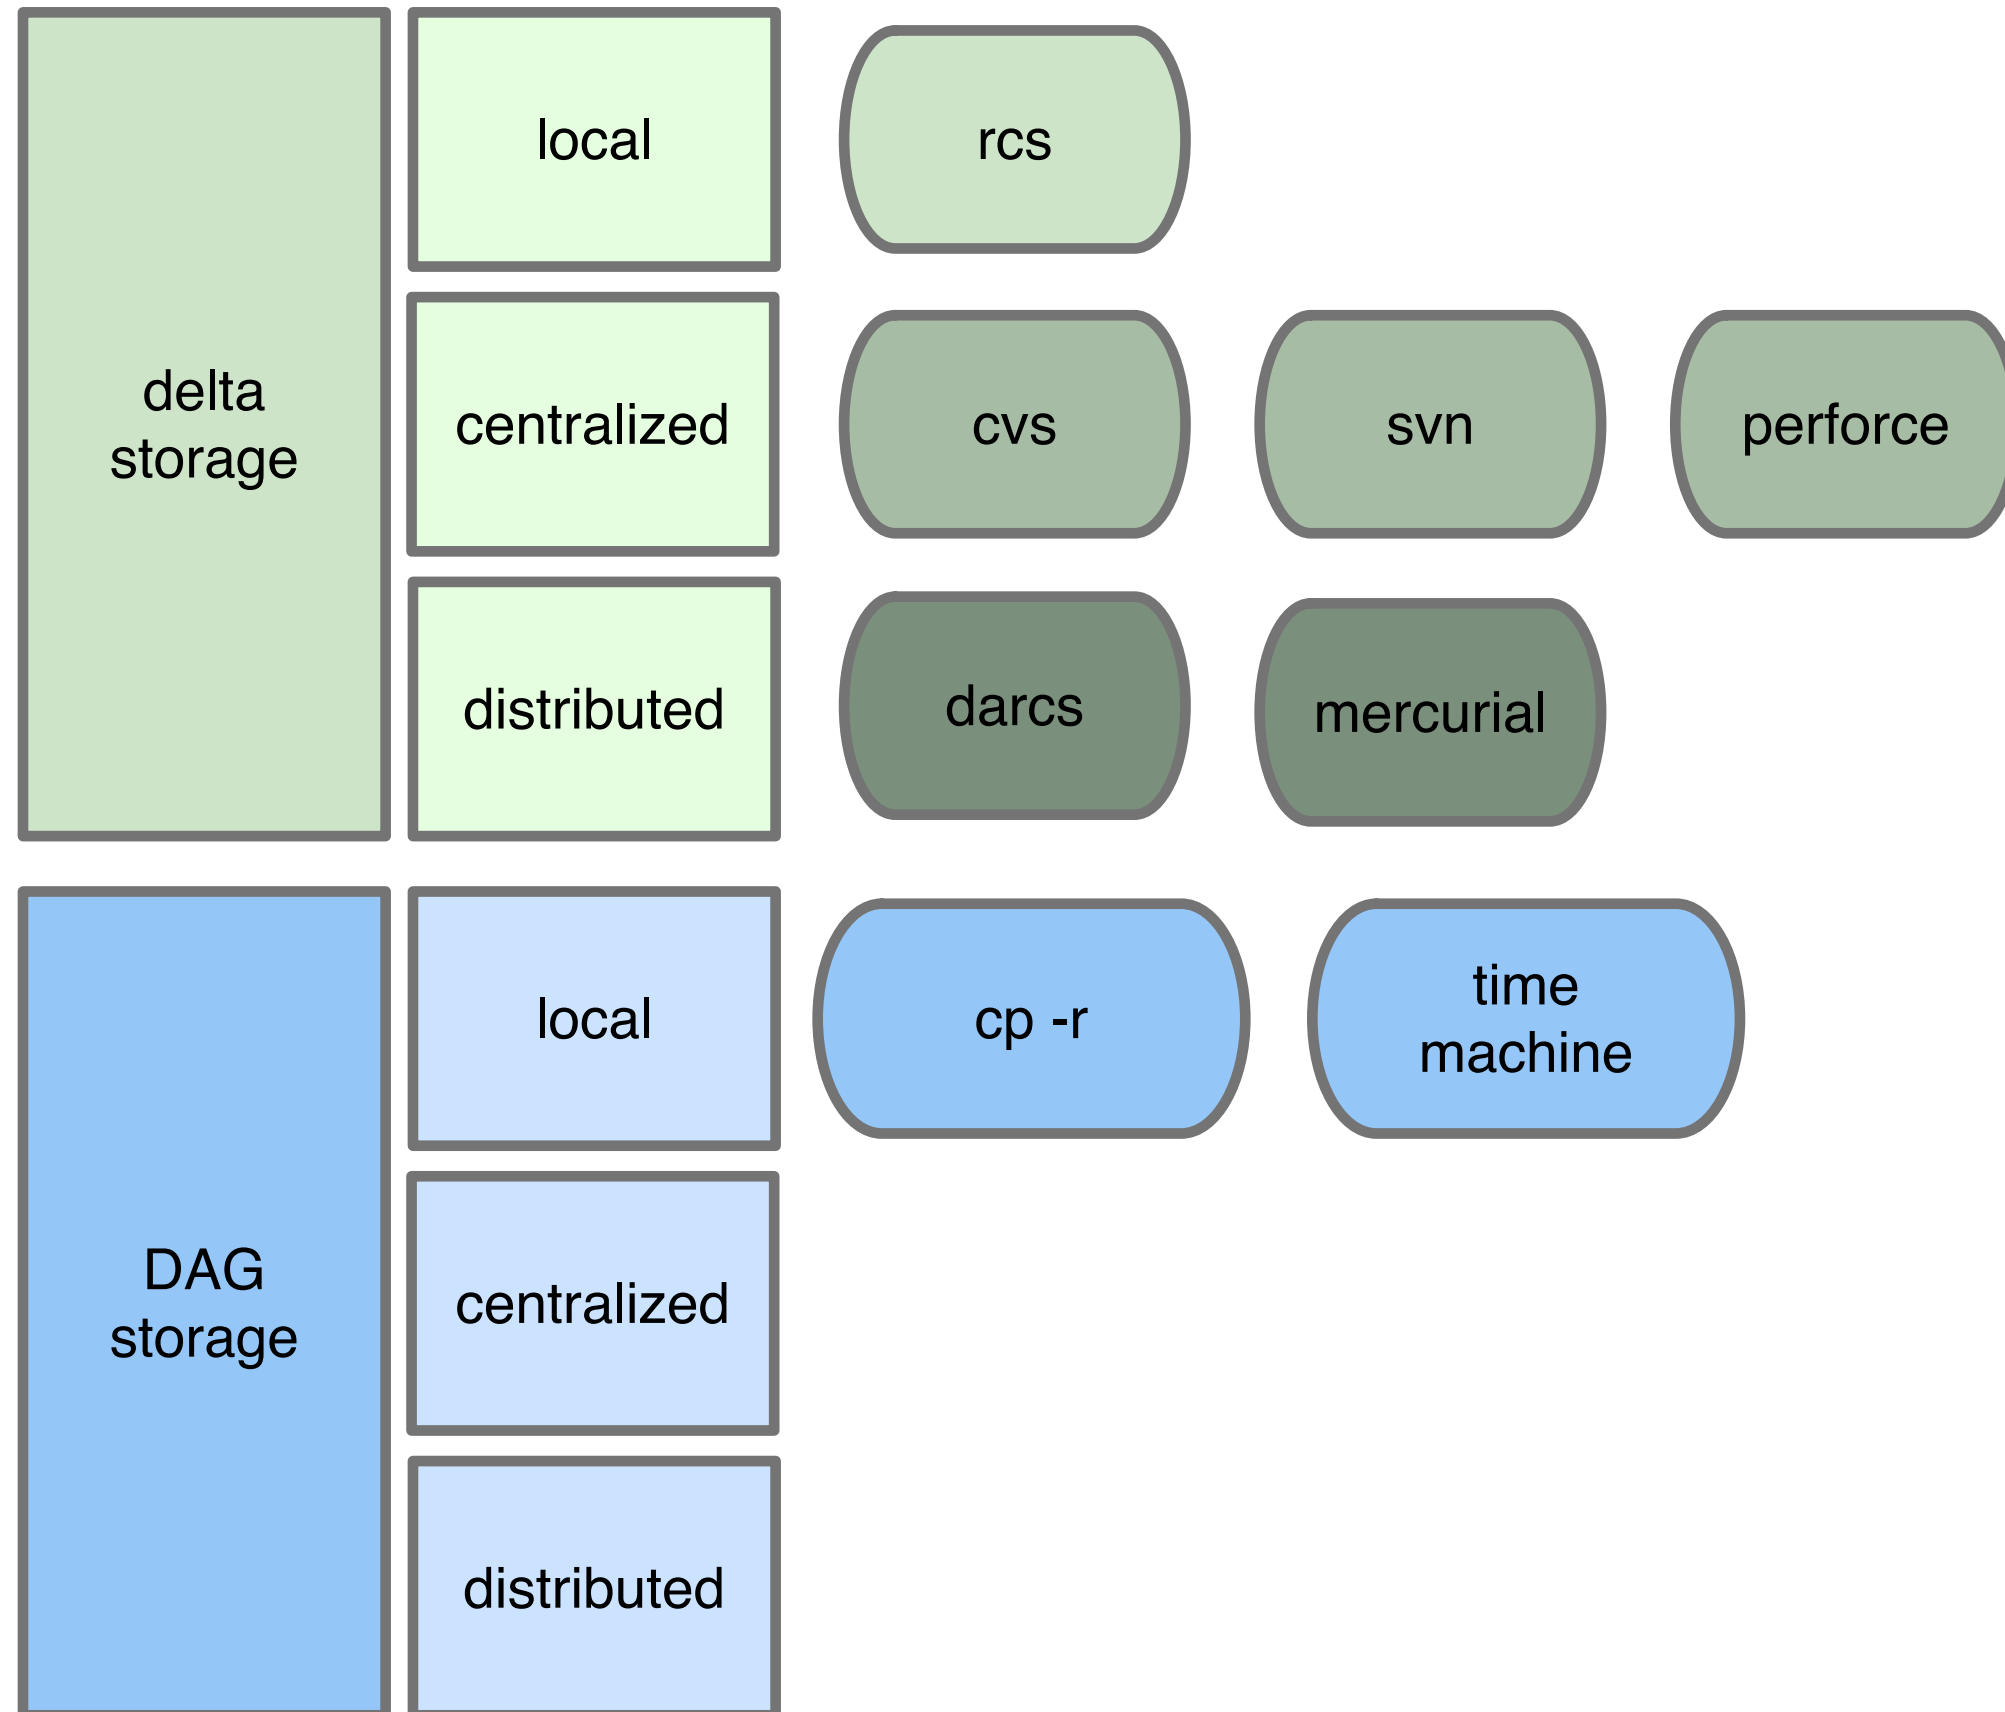 local
rcs
delta
storage
centralized
cvs
svn
perforce
distributed
darcs
mercurial
local
cp -r
time
machine
DAG
storage
centralized
distributed